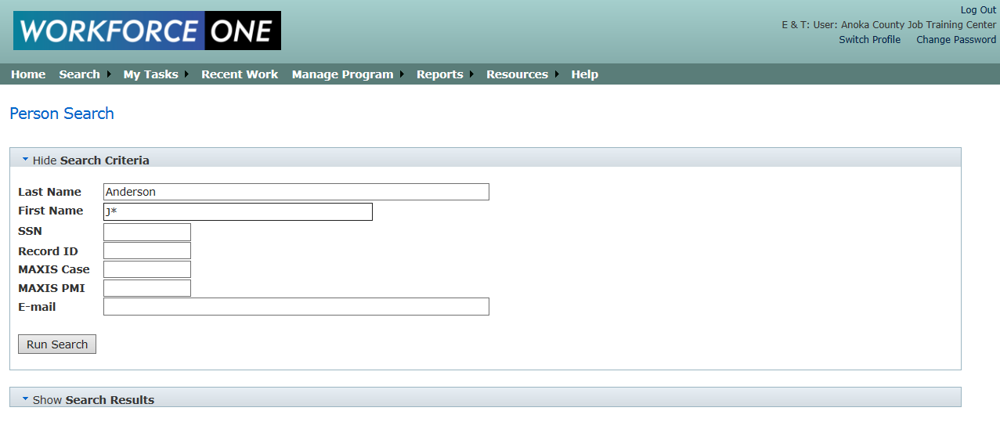 WORKFORCE ONE
Log Out
E & T: User: Anoka County Job Training Center
Switch Profile Change Password
Home Search My Tasks Recent Work Manage Program Reports Resources Help
Person Search
Hide Search Criteria
Last Name Anderson
First Name J*
SSN
Record ID
MAXIS Case
MAXIS PMI
E-mail
Run Search
Show Search Results